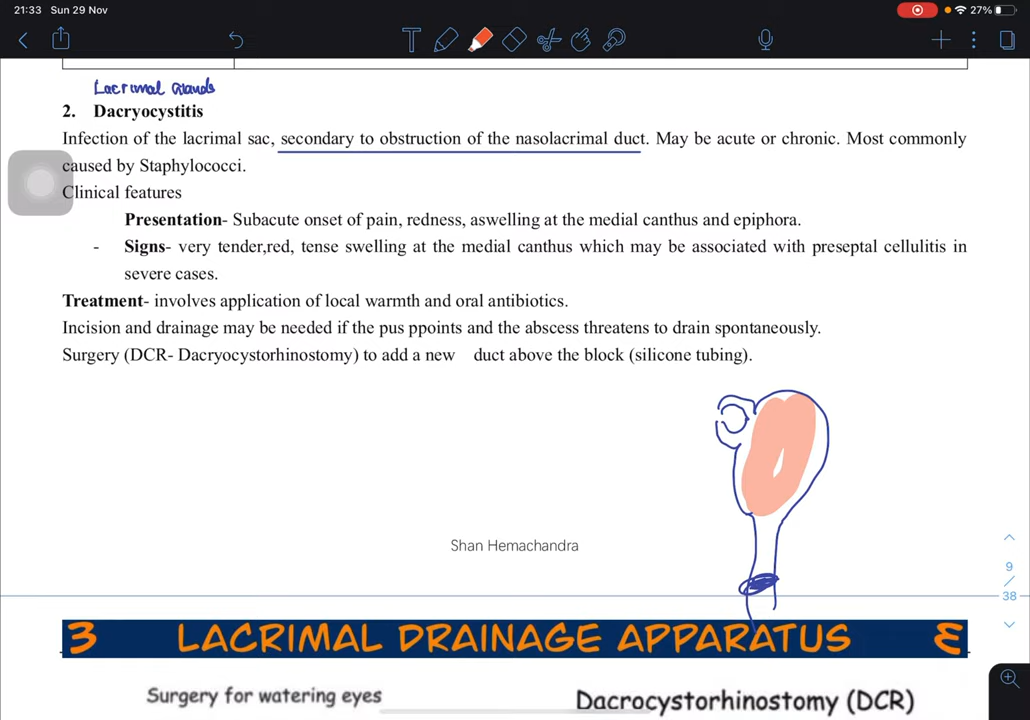 21:33 Sun 29 Nov
27%
Lacrimal Glands
2. Dacryocystitis
Infection of the lacrimal sac, secondary to obstruction of the nasolacrimal duct. May be acute or chronic. Most commonly
caused by Staphylococci.
Clinical features
Presentation- Subacute onset of pain, redness, aswelling at the medial canthus and epiphora.
- Signs- very tender,red, tense swelling at the medial canthus which may be associated with preseptal cellulitis in
severe cases.
Treatment- involves application of local warmth and oral antibiotics.
Incision and drainage may be needed if the pus ppoints and the abscess threatens to drain spontaneously.
Surgery (DCR- Dacryocystorhinostomy) to add a new duct above the block (silicone tubing).
Shan Hemachandra
9
/
38
3 LACRIMAL DRAINAGE APPARATUS 3
Surgery for watering eyes
Dacrocystorhinostomy (DCR)